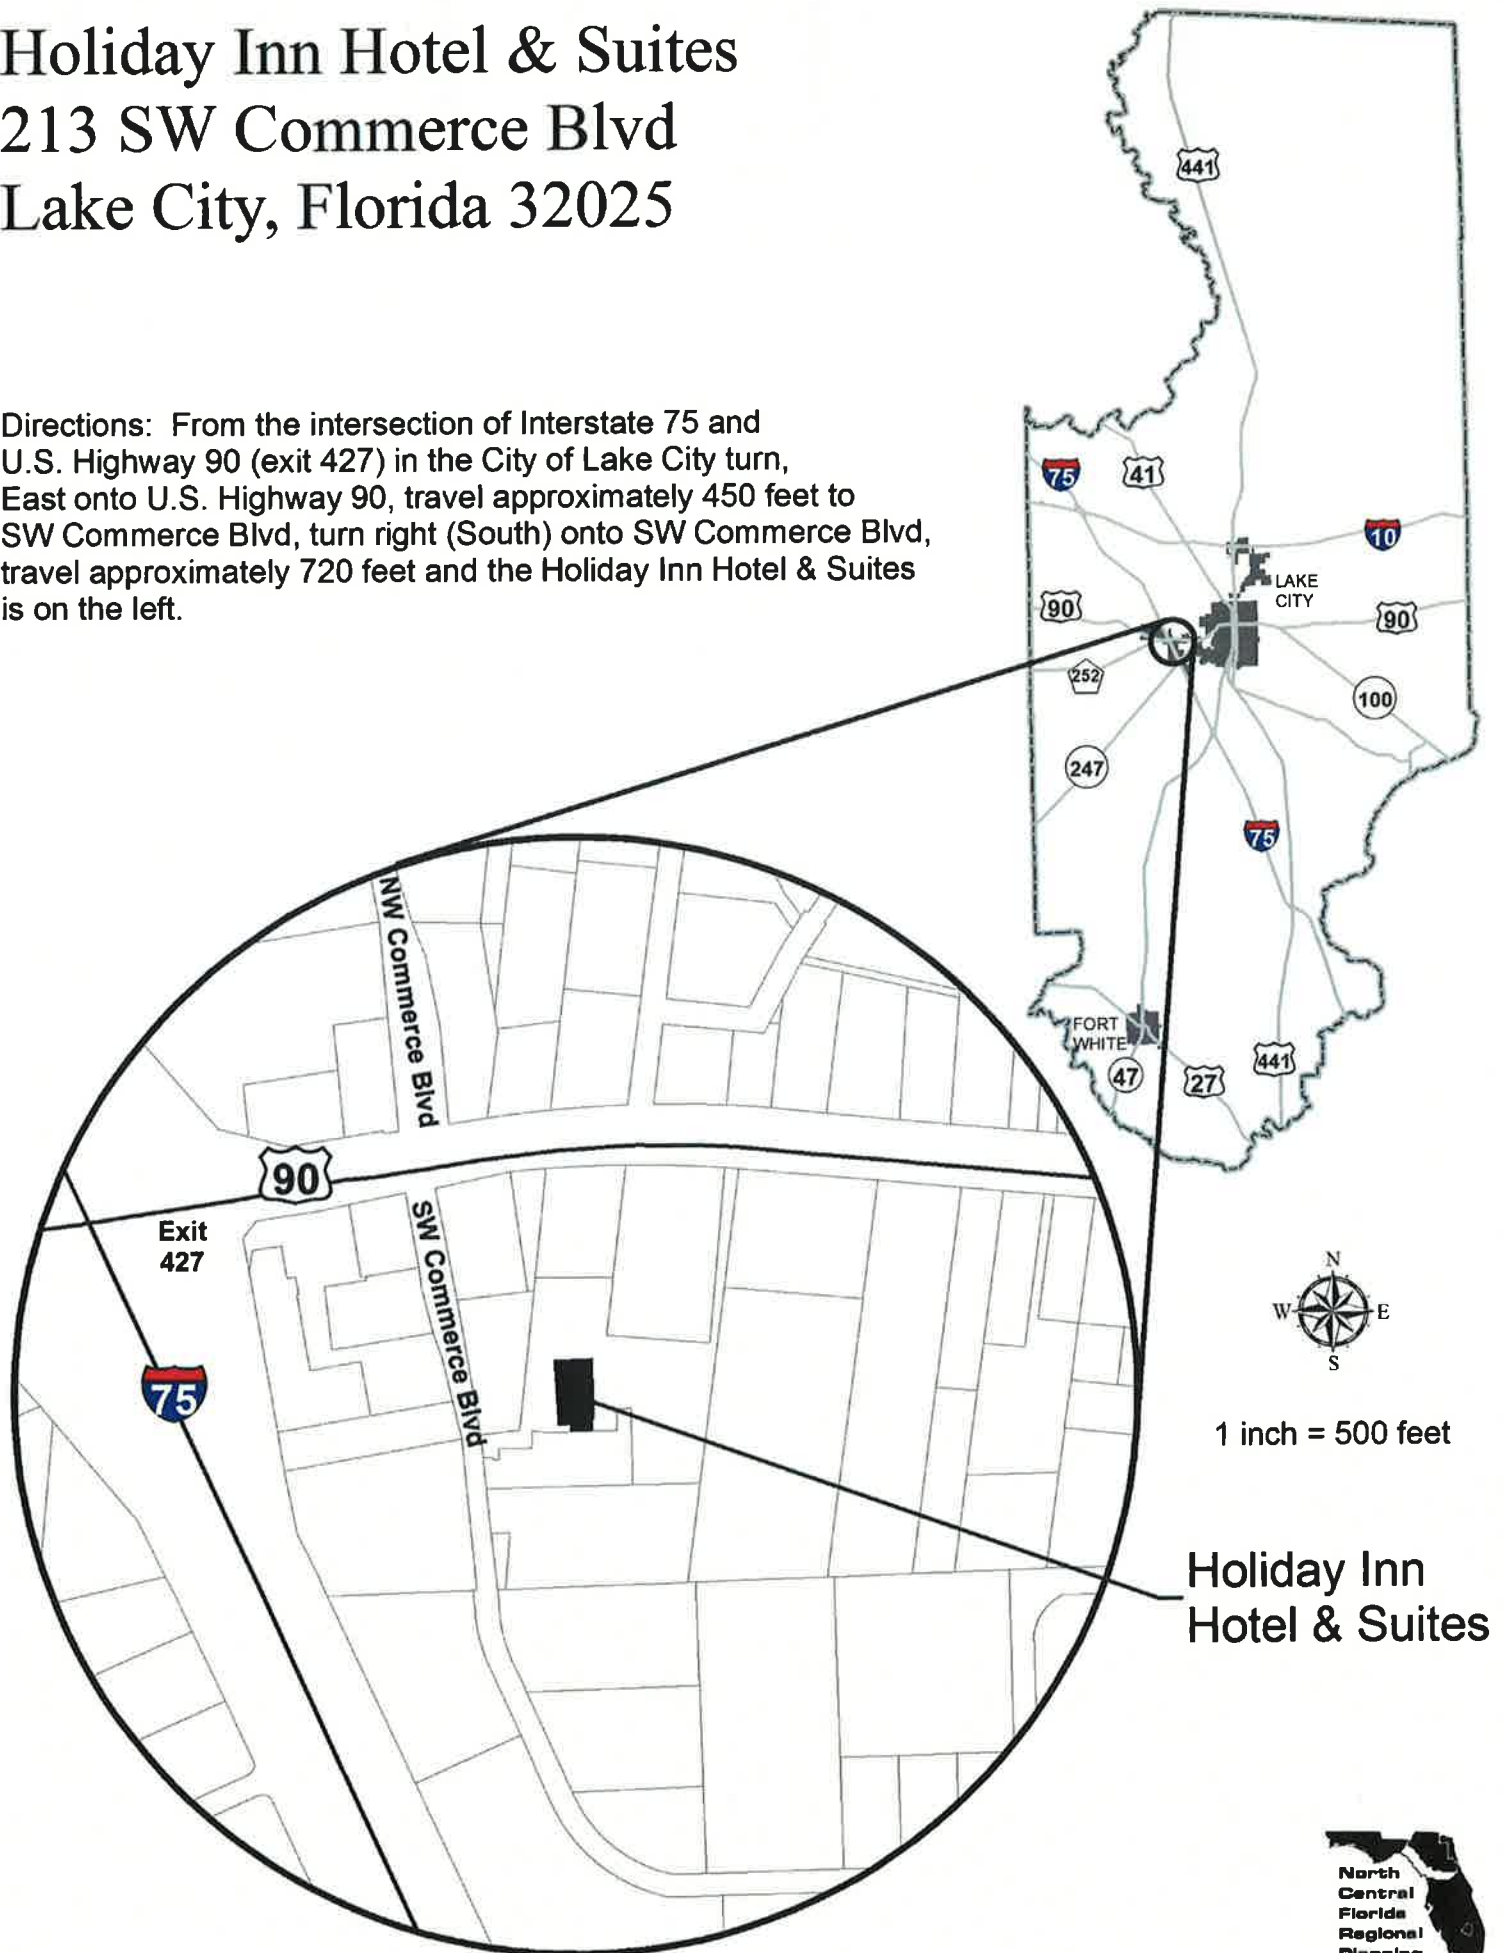 Holiday Inn Hotel & Suites
213 SW Commerce Blvd
Lake City, Florida 32025
Directions: From the intersection of Interstate 75 and
U.S. Highway 90 (exit 427) in the City of Lake City turn,
East onto U.S. Highway 90, travel approximately 450 feet to
SW Commerce Blvd, turn right (South) onto SW Commerce Blvd,
travel approximately 720 feet and the Holiday Inn Hotel & Suites
is on the left.
441
75
41
10
LAKE
CITY
90
90
252
100
247
75
FORT
WHITE
47
27
441
NW Commerce Blvd
90
Exit
427
SW Commerce Blvd
75
N
W
E
S
1 inch = 500 feet
Holiday Inn
Hotel & Suites
North
Central
Florida
Regional
Planning